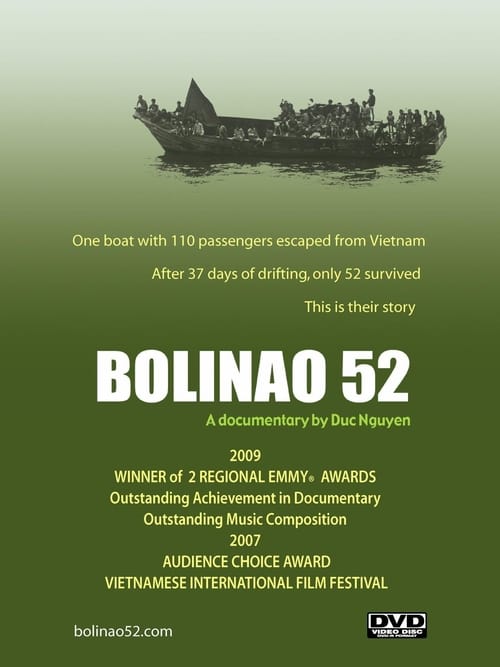 One boat with 110 passengers escaped from Vietnam
After 37 days of drifting, only 52 survived
This is their story
BOLINAO 52
A documentary by Duc Nguyen
2009
WINNER of 2 REGIONAL EMMY® AWARDS
Outstanding Achievement in Documentary
Outstanding Music Composition
2007
AUDIENCE CHOICE AWARD
VIETNAMESE INTERNATIONAL FILM FESTIVAL
bolinao52.com
DVD
VIDEO DISC
DVD-R FORMAT